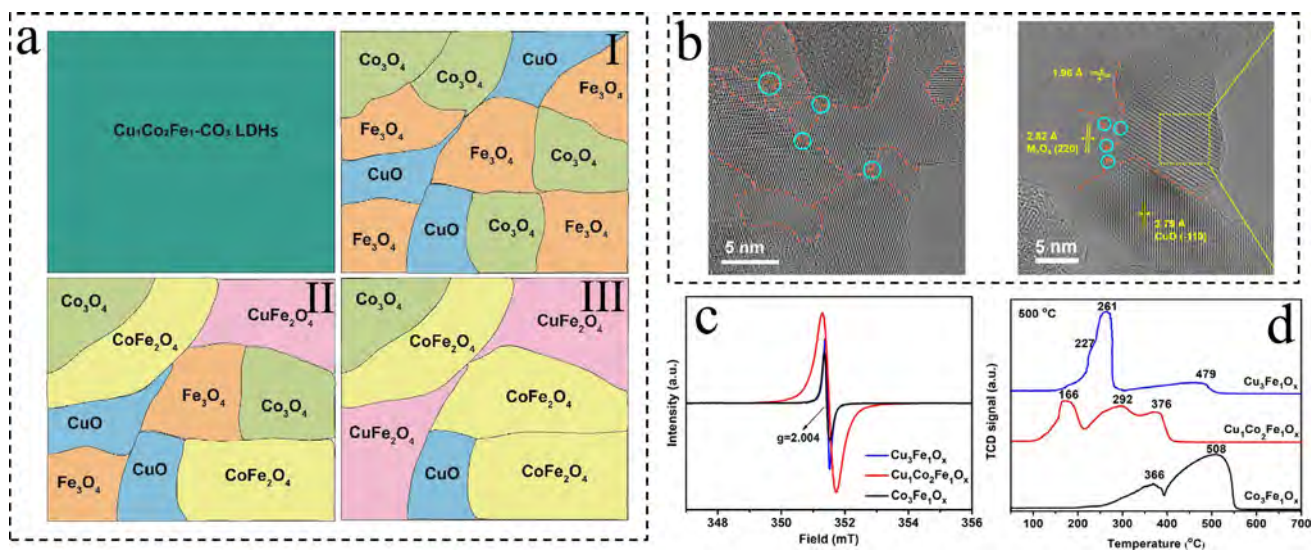 a
Cu₁Co₂Fe₁-CO₃ LDHs
I
Co₃O₄
Co₃O₄
CuO
Fe₃O₄
Fe₃O₄
Fe₃O₄
Co₃O₄
CuO
Fe₃O₄
CuO
Co₃O₄
Fe₃O₄
II
Co₃O₄
CoFe₂O₄
CuFe₂O₄
Fe₃O₄
Co₃O₄
CuO
Fe₃O₄
CuO
CoFe₂O₄
III
Co₃O₄
CoFe₂O₄
CuFe₂O₄
CoFe₂O₄
CuFe₂O₄
CuO
CoFe₂O₄
b
5 nm
1.96 Å
2.82 Å
(220)
2.76 Å
CuO (-110)
5 nm
c
Intensity (a.u.)
g=2.004
Cu₃Fe₁Oₓ
Cu₁Co₂Fe₁Oₓ
Co₃Fe₁Oₓ
348
350
352
354
356
Field (mT)
d
TCD signal (a.u.)
500 °C
261
227
479
Cu₃Fe₁Oₓ
166
292
376
Cu₁Co₂Fe₁Oₓ
508
366
Co₃Fe₁Oₓ
100
200
300
400
500
600
700
Temperature (°C)